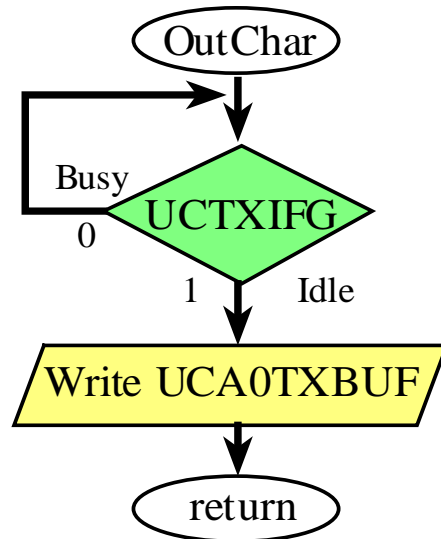 OutChar
Busy
UCTXIFG
0
1 Idle
Write UCA0TXBUF
return